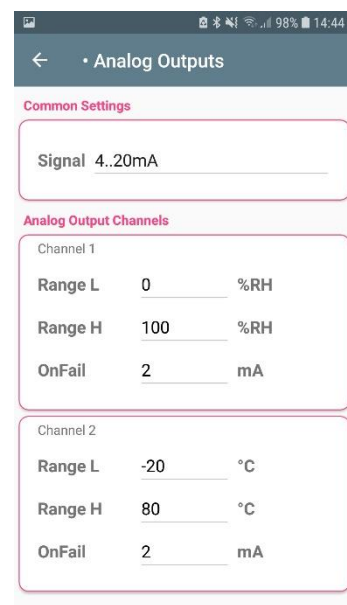 98% 14:44
← • Analog Outputs
Common Settings
Signal 4..20mA
Analog Output Channels
Channel 1
Range L 0 %RH
Range H 100 %RH
OnFail 2 mA
Channel 2
Range L -20 °C
Range H 80 °C
OnFail 2 mA